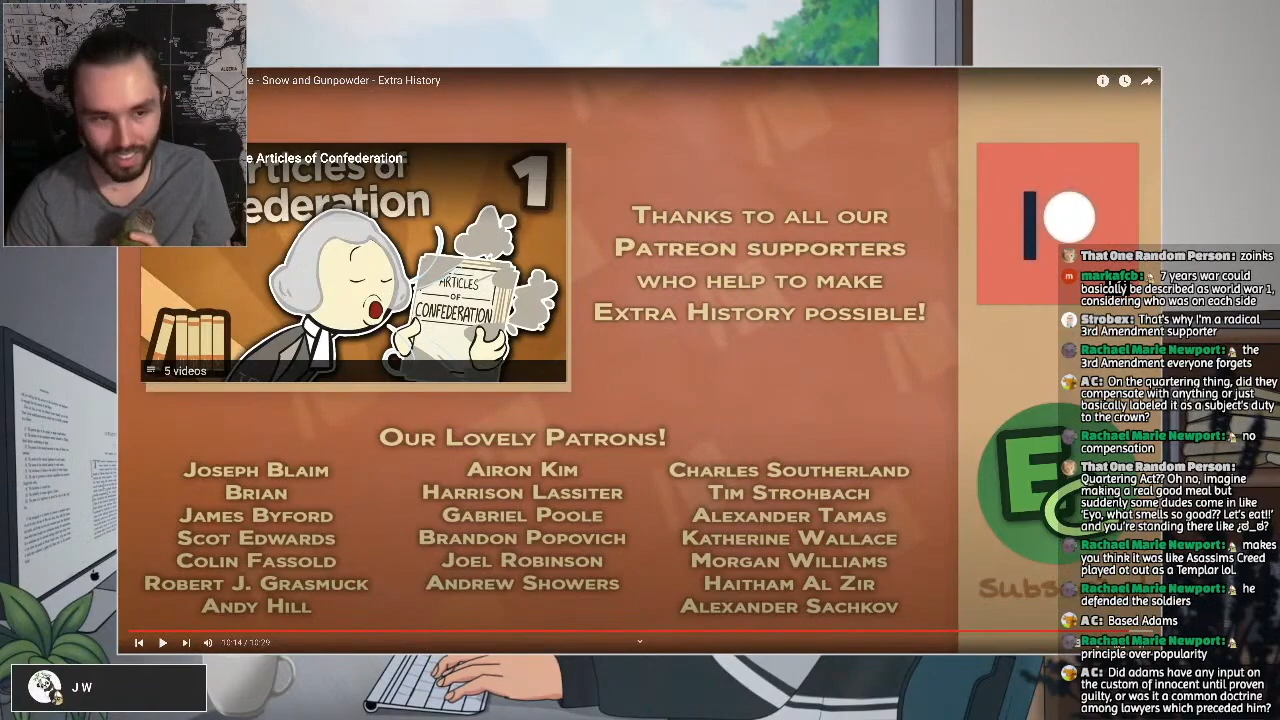 USA
ALGERIA
e - Snow and Gunpowder - Extra History
e Articles of Confederation
rticles of
ederation
1
ARTICLES
OF
CONFEDERATION
5 videos
THANKS TO ALL OUR
PATREON SUPPORTERS
WHO HELP TO MAKE
EXTRA HISTORY POSSIBLE!
OUR LOVELY PATRONS!
JOSEPH BLAIM
BRIAN
JAMES BYFORD
SCOT EDWARDS
COLIN FASSOLD
ROBERT J. GRASMUCK
ANDY HILL
AIRON KIM
HARRISON LASSITER
GABRIEL POOLE
BRANDON POPOVICH
JOEL ROBINSON
ANDREW SHOWERS
CHARLES SOUTHERLAND
TIM STROHBACH
ALEXANDER TAMAS
KATHERINE WALLACE
MORGAN WILLIAMS
HAITHAM AL ZIR
ALEXANDER SACHKOV
E
Subs
10:14 / 10:29
J W
That One Random Person: zoinks
m
markafcb: 7 years war could
basically be described as world war 1,
considering who was on each side
Strobex: That's why I'm a radical
3rd Amendment supporter
Rachael Marie Newport: the
3rd Amendment everyone forgets
A C: On the quartering thing, did they
compensate with anything or just
basically labeled it as a subject's duty
to the crown?
Rachael Marie Newport: no
compensation
That One Random Person:
Quartering Act?? Oh no, imagine
making a real good meal but
suddenly some dudes come in like
'Eyo, what smells so good?? Let's eat!!'
and you're standing there like ಠ_ಠ?
Rachael Marie Newport: makes
you think it was like Asassims Creed
played ot out as a Templar lol.
Rachael Marie Newport: he
defended the soldiers
A C: Based Adams
Rachael Marie Newport:
principle over popularity
A C: Did adams have any input on
the custom of innocent until proven
guilty, or was it a common doctrine
among lawyers which preceded him?